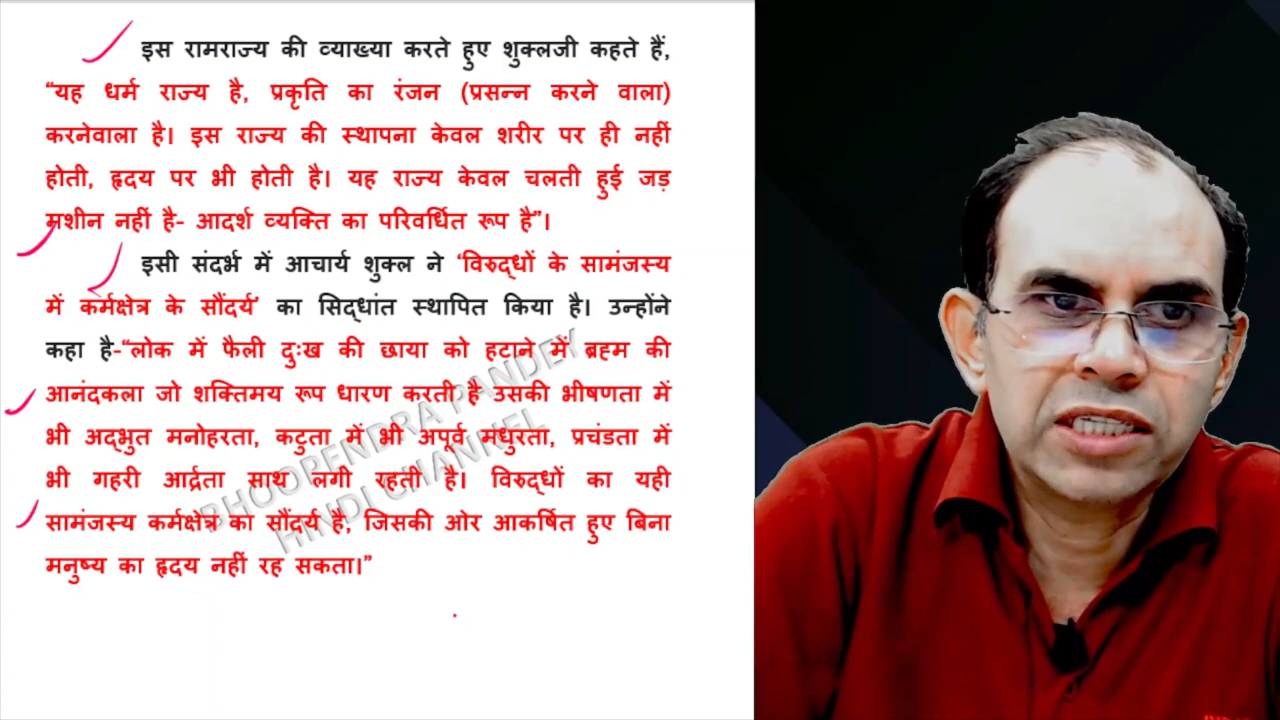 इस रामराज्य की व्याख्या करते हुए शुक्लजी कहते हैं,
“यह धर्म राज्य है, प्रकृति का रंजन (प्रसन्न करने वाला)
करनेवाला है। इस राज्य की स्थापना केवल शरीर पर ही नहीं
होती, हृदय पर भी होती है। यह राज्य केवल चलती हुई जड़
मशीन नहीं है- आदर्श व्यक्ति का परिवर्धित रूप है”।
इसी संदर्भ में आचार्य शुक्ल ने ‘विरुद्धों के सामंजस्य
में कर्मक्षेत्र के सौंदर्य’ का सिद्धांत स्थापित किया है। उन्होंने
कहा है-“लोक में फैली दुःख की छाया को हटाने में ब्रह्म की
आनंदकला जो शक्तिमय रूप धारण करती है उसकी भीषणता में
भी अद्भुत मनोहरता, कटुता में भी अपूर्व मधुरता, प्रचंडता में
भी गहरी आर्द्रता साथ लगी रहती है। विरुद्धों का यही
सामंजस्य कर्मक्षेत्र का सौंदर्य है, जिसकी ओर आकर्षित हुए बिना
मनुष्य का हृदय नहीं रह सकता।”
BHOOPENDRA PANDEY
HINDI CHANNEL